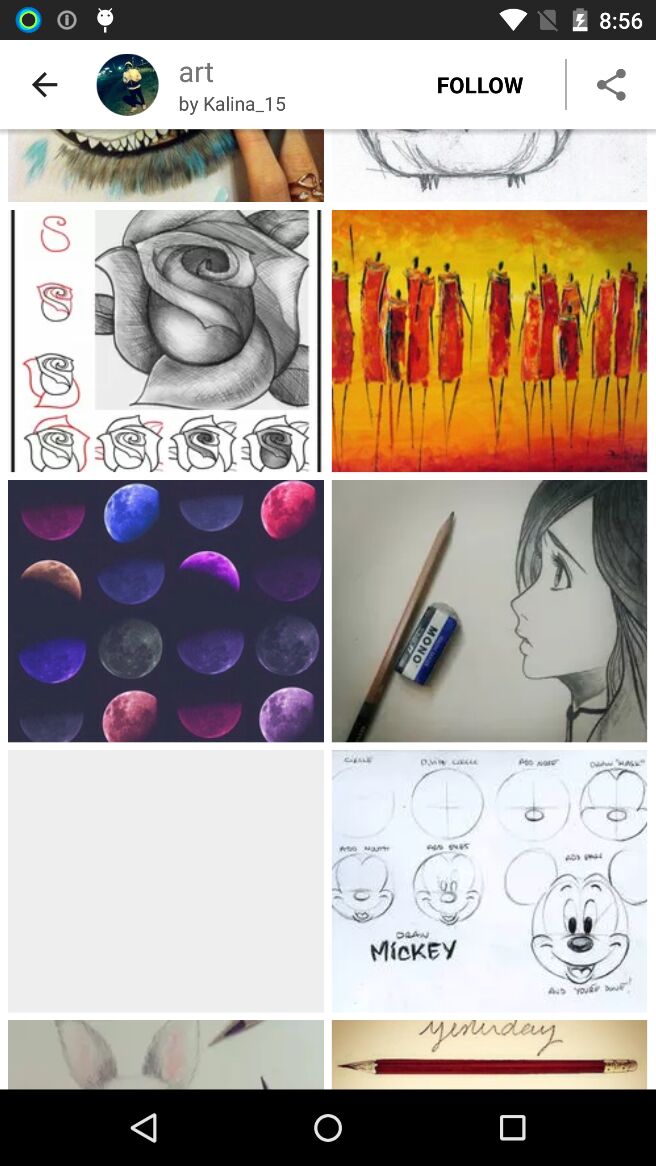 8:56
art
by Kalina_15
FOLLOW
MONO
CIRCLE
DIVIDE CIRCLE
ADD NOSE
DRAW "MASK"
ADD MOUTH
ADD EYES
ADD EARS
DRAW
MiCKEY
AND YOU'RE DONE!
yesterday